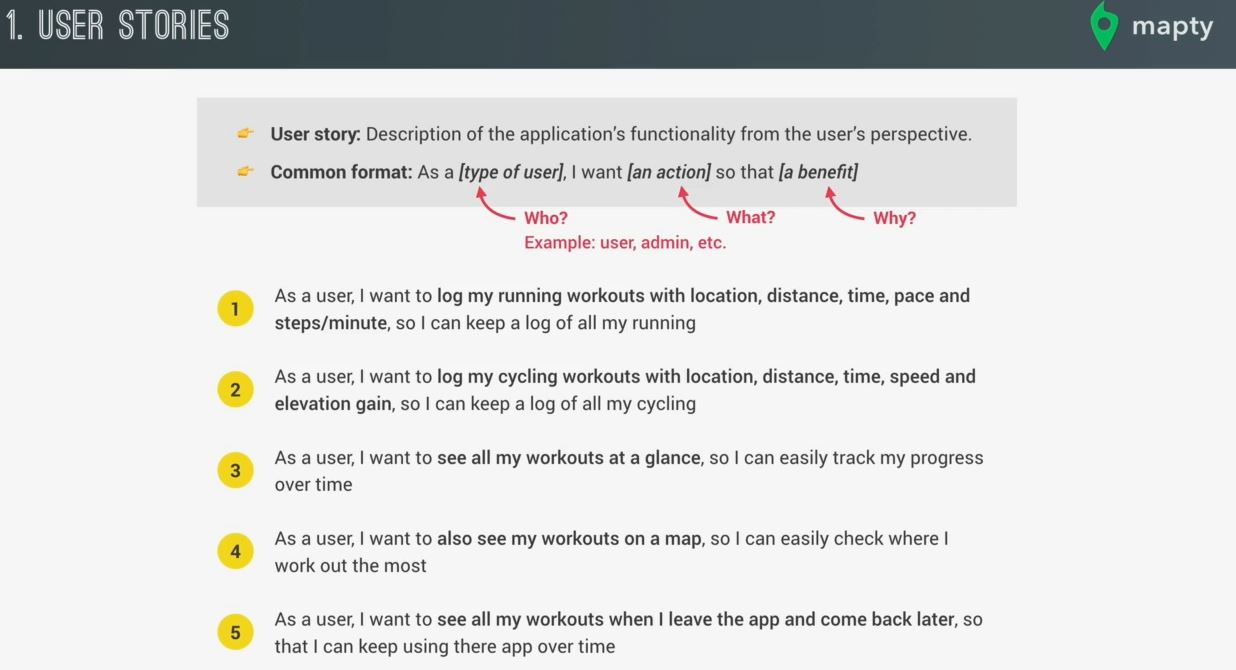 1. USER STORIES
mapty
User story: Description of the application's functionality from the user's perspective.
Common format: As a [type of user], I want [an action] so that [a benefit]
Who? What? Why?
Example: user, admin, etc.
1 As a user, I want to log my running workouts with location, distance, time, pace and
steps/minute, so I can keep a log of all my running
2 As a user, I want to log my cycling workouts with location, distance, time, speed and
elevation gain, so I can keep a log of all my cycling
3 As a user, I want to see all my workouts at a glance, so I can easily track my progress
over time
4 As a user, I want to also see my workouts on a map, so I can easily check where I
work out the most
5 As a user, I want to see all my workouts when I leave the app and come back later, so
that I can keep using there app over time